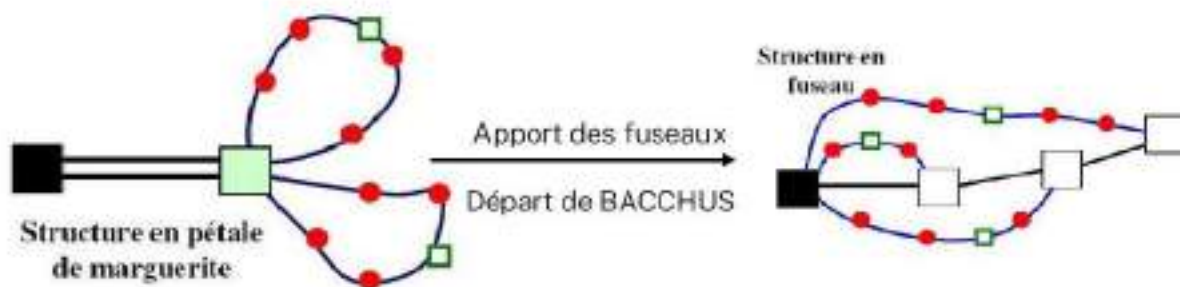 Structure en pétale
de marguerite
Apport des fuseaux
Départ de BACCHUS
Structure en
fuseau